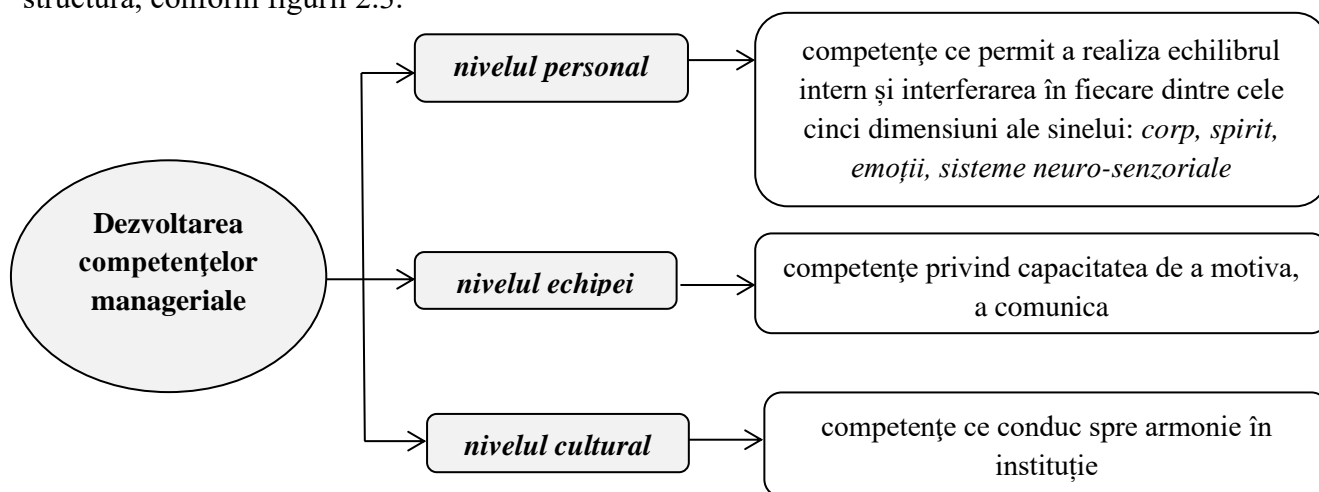 structura, conform figurii 2.3.
nivelul personal
competenţe ce permit a realiza echilibrul
intern și interferarea în fiecare dintre cele
cinci dimensiuni ale sinelui: corp, spirit,
emoții, sisteme neuro-senzoriale
Dezvoltarea
competenţelor
manageriale
nivelul echipei
competenţe privind capacitatea de a motiva,
a comunica
nivelul cultural
competenţe ce conduc spre armonie în
instituție